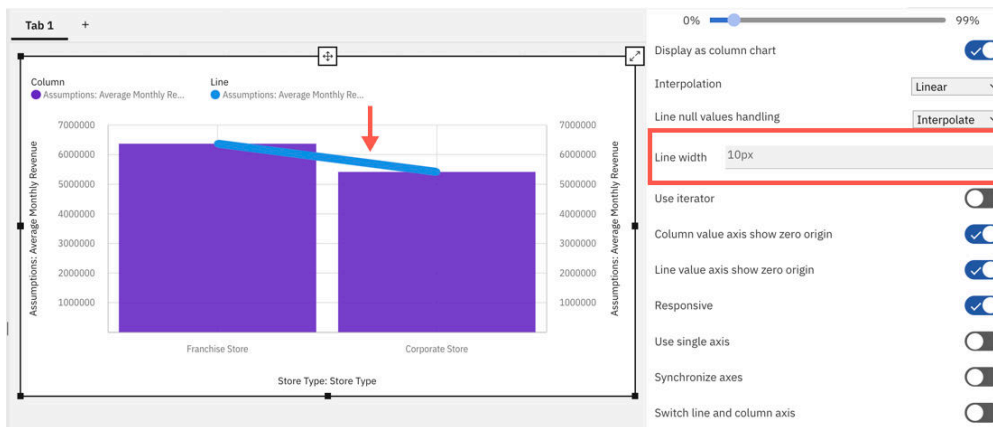 Tab 1 +
Column
Assumptions: Average Monthly Re...
Line
Assumptions: Average Monthly Re...
Assumptions: Average Monthly Revenue
7000000
6000000
5000000
4000000
3000000
2000000
1000000
7000000
6000000
5000000
4000000
3000000
2000000
1000000
Assumptions: Average Monthly Revenue
Franchise Store
Corporate Store
Store Type: Store Type
0% 99%
Display as column chart
Interpolation Linear
Line null values handling Interpolate
Line width 10px
Use iterator
Column value axis show zero origin
Line value axis show zero origin
Responsive
Use single axis
Synchronize axes
Switch line and column axis